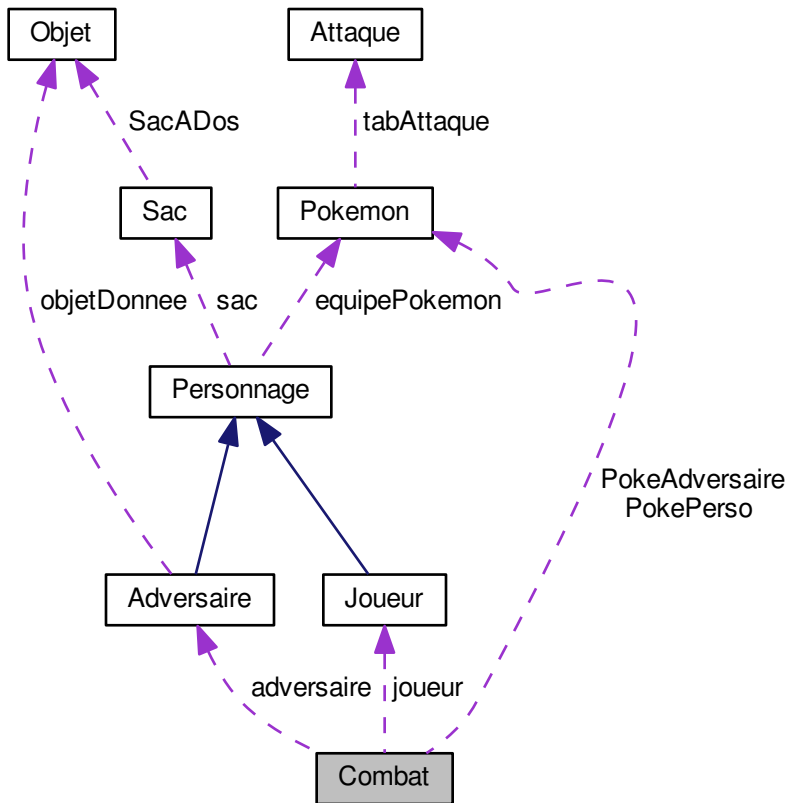 Objet
Attaque
SacADos
tabAttaque
Sac
Pokemon
objetDonnee
sac
equipePokemon
Personnage
PokeAdversaire
PokePerso
Adversaire
Joueur
adversaire
joueur
Combat